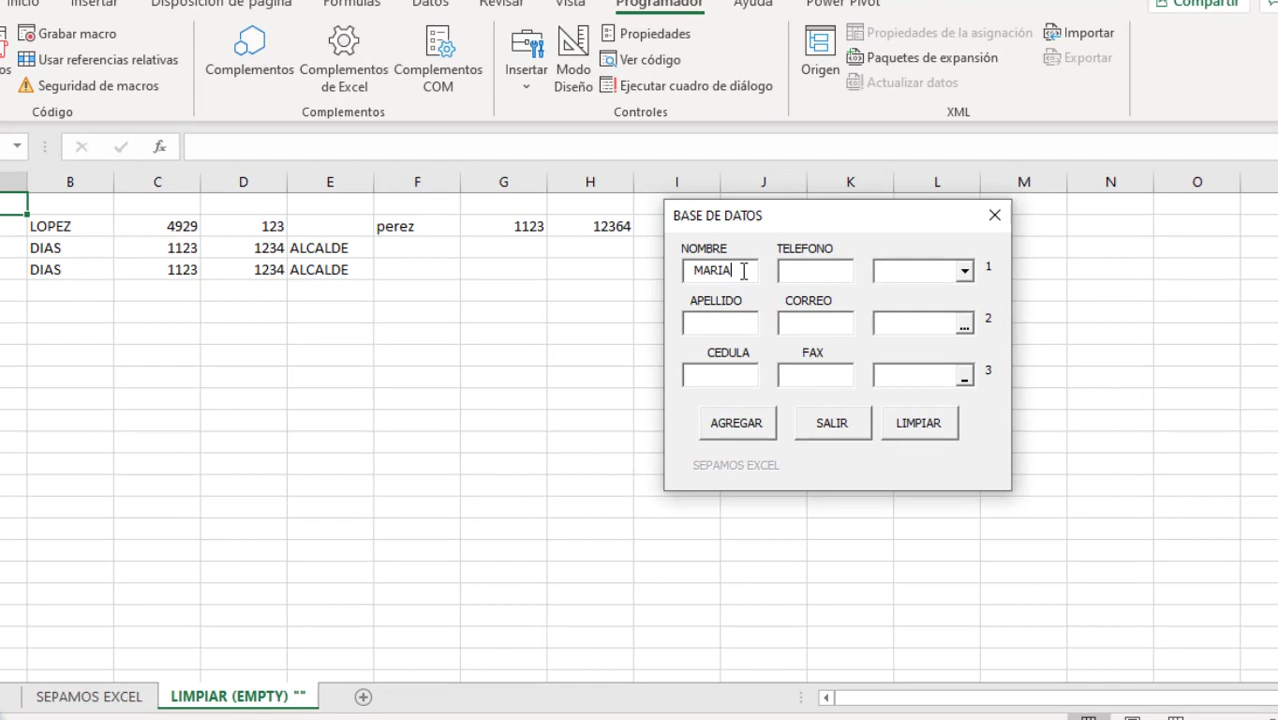 Inicio Insertar Disposición de página Fórmulas Datos Revisar Vista Programador Ayuda Power Pivot Compartir
Grabar macro
Usar referencias relativas
Seguridad de macros
Código
Complementos
Complementos
de Excel
Complementos
COM
Complementos
Insertar
Modo
Diseño
Propiedades
Ver código
Ejecutar cuadro de diálogo
Controles
Origen
Propiedades de la asignación
Paquetes de expansión
Actualizar datos
Importar
Exportar
XML
fx
B C D E F G H I J K L M N O
LOPEZ 4929 123 perez 1123 12364
DIAS 1123 1234 ALCALDE
DIAS 1123 1234 ALCALDE
BASE DE DATOS
NOMBRE TELEFONO
MARIA 1
APELLIDO CORREO
... 2
CEDULA FAX
3
AGREGAR SALIR LIMPIAR
SEPAMOS EXCEL
SEPAMOS EXCEL LIMPIAR (EMPTY) ""